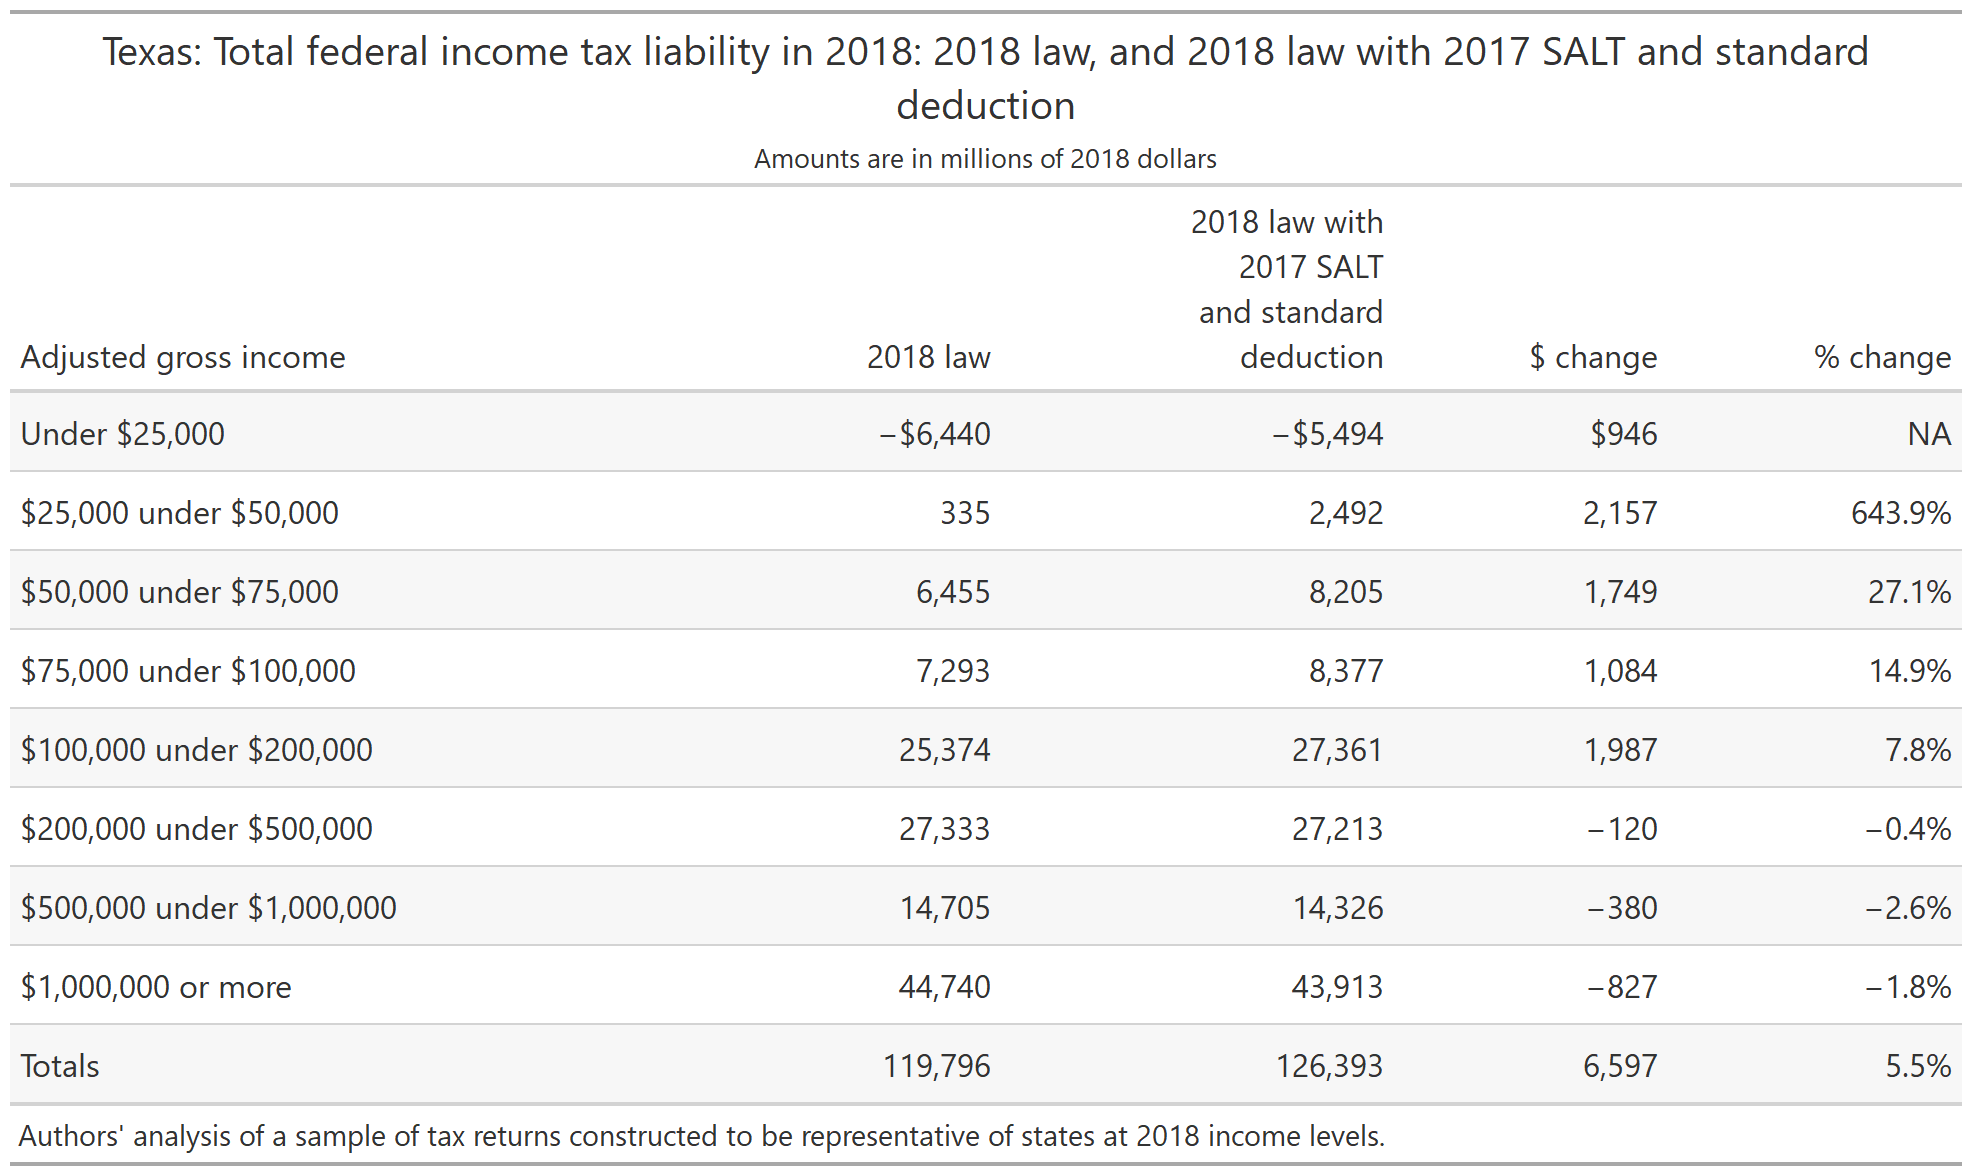 Texas: Total federal income tax liability in 2018: 2018 law, and 2018 law with 2017 SALT and standard
deduction
Amounts are in millions of 2018 dollars
2018 law with
2017 SALT
and standard
Adjusted gross income 2018 law deduction $ change % change
Under $25,000 −$6,440 −$5,494 $946 NA
$25,000 under $50,000 335 2,492 2,157 643.9%
$50,000 under $75,000 6,455 8,205 1,749 27.1%
$75,000 under $100,000 7,293 8,377 1,084 14.9%
$100,000 under $200,000 25,374 27,361 1,987 7.8%
$200,000 under $500,000 27,333 27,213 −120 −0.4%
$500,000 under $1,000,000 14,705 14,326 −380 −2.6%
$1,000,000 or more 44,740 43,913 −827 −1.8%
Totals 119,796 126,393 6,597 5.5%
Authors' analysis of a sample of tax returns constructed to be representative of states at 2018 income levels.